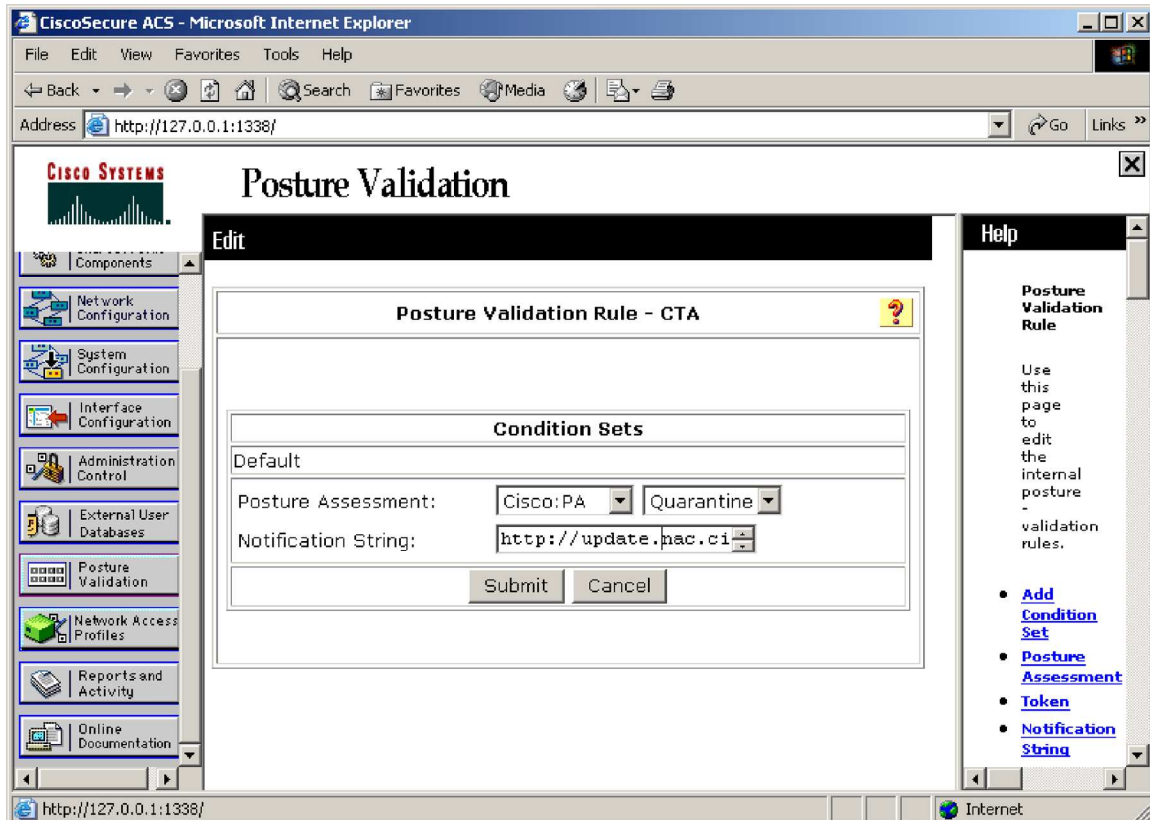 CiscoSecure ACS - Microsoft Internet Explorer
File Edit View Favorites Tools Help
Back Search Favorites Media
Address http://127.0.0.1:1338/ Go Links »
CISCO SYSTEMS
Posture Validation
Components
Network
Configuration
System
Configuration
Interface
Configuration
Administration
Control
External User
Databases
Posture
Validation
Network Access
Profiles
Reports and
Activity
Online
Documentation
Edit
Posture Validation Rule - CTA
?
Condition Sets
Default
Posture Assessment: Cisco:PA Quarantine
Notification String: http://update.nac.ci
Submit Cancel
Help
Posture
Validation
Rule
Use
this
page
to
edit
the
internal
posture
-
validation
rules.
• Add
Condition
Set
• Posture
Assessment
• Token
• Notification
String
http://127.0.0.1:1338/ Internet